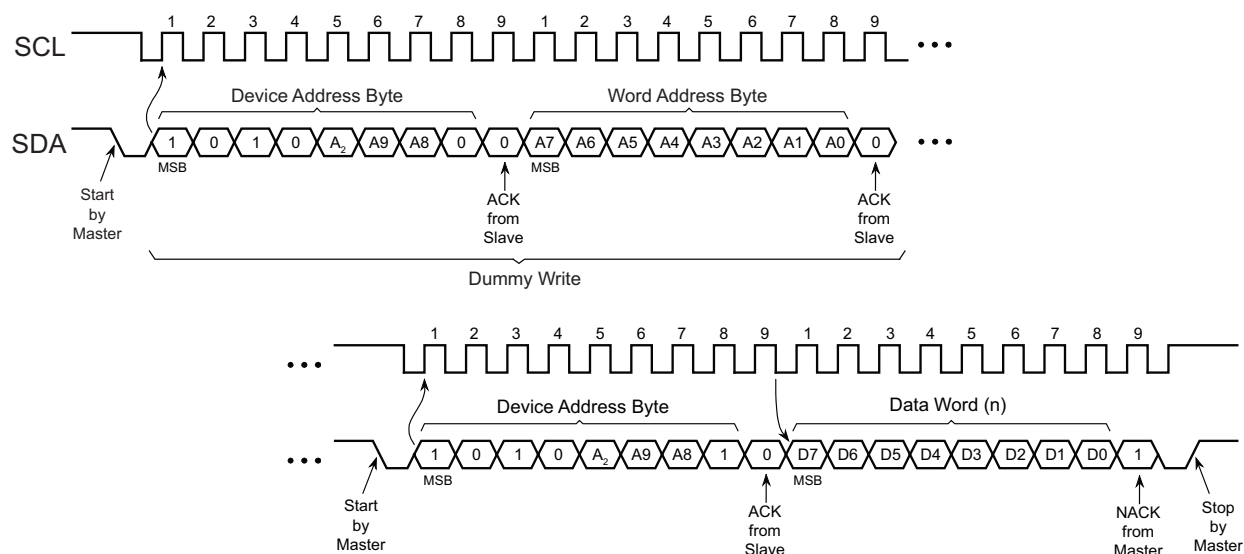 1 2 3 4 5 6 7 8 9 1 2 3 4 5 6 7 8 9
SCL
Device Address Byte Word Address Byte
SDA 1 0 1 0 A2 A9 A8 0 0 A7 A6 A5 A4 A3 A2 A1 A0 0
MSB MSB
Start
by
Master
ACK
from
Slave
ACK
from
Slave
Dummy Write
1 2 3 4 5 6 7 8 9 1 2 3 4 5 6 7 8 9
Device Address Byte Data Word (n)
1 0 1 0 A2 A9 A8 1 0 D7 D6 D5 D4 D3 D2 D1 D0 1
MSB MSB
Start
by
Master
ACK
from
Slave
NACK
from
Master
Stop
by
Master